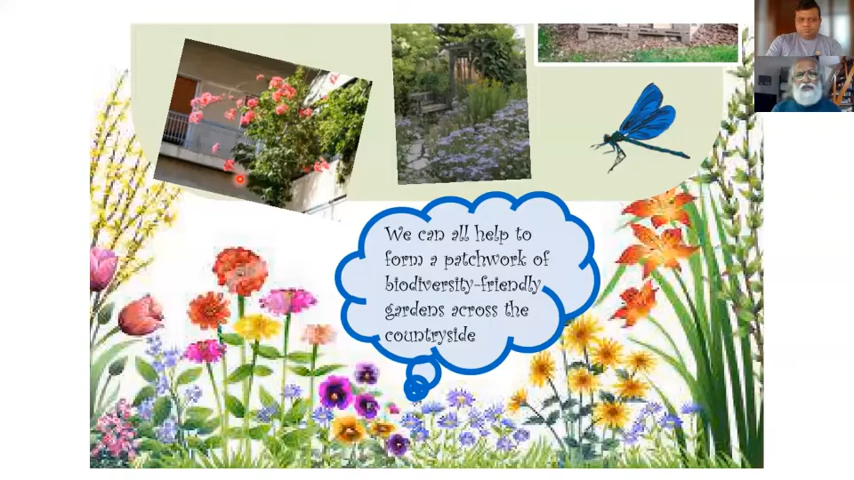 We can all help to
form a patchwork of
biodiversity-friendly
gardens across the
countryside